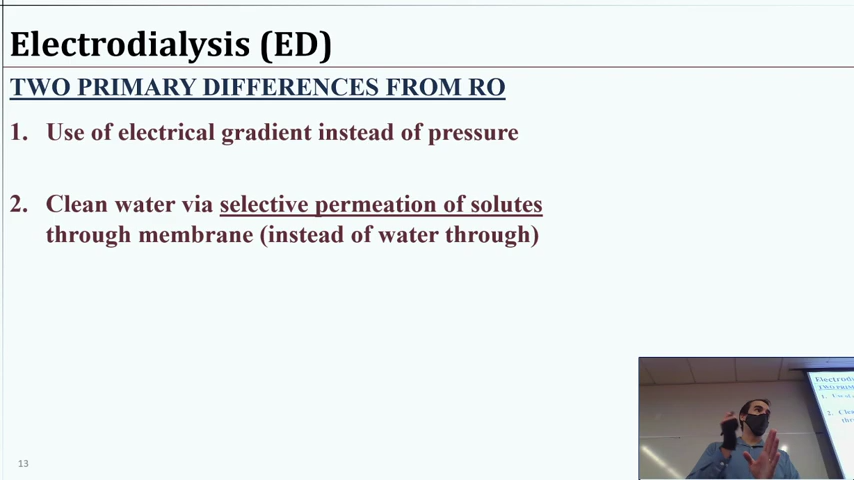 Electrodialysis (ED)
TWO PRIMARY DIFFERENCES FROM RO
1. Use of electrical gradient instead of pressure
2. Clean water via selective permeation of solutes
through membrane (instead of water through)
13
Electrod